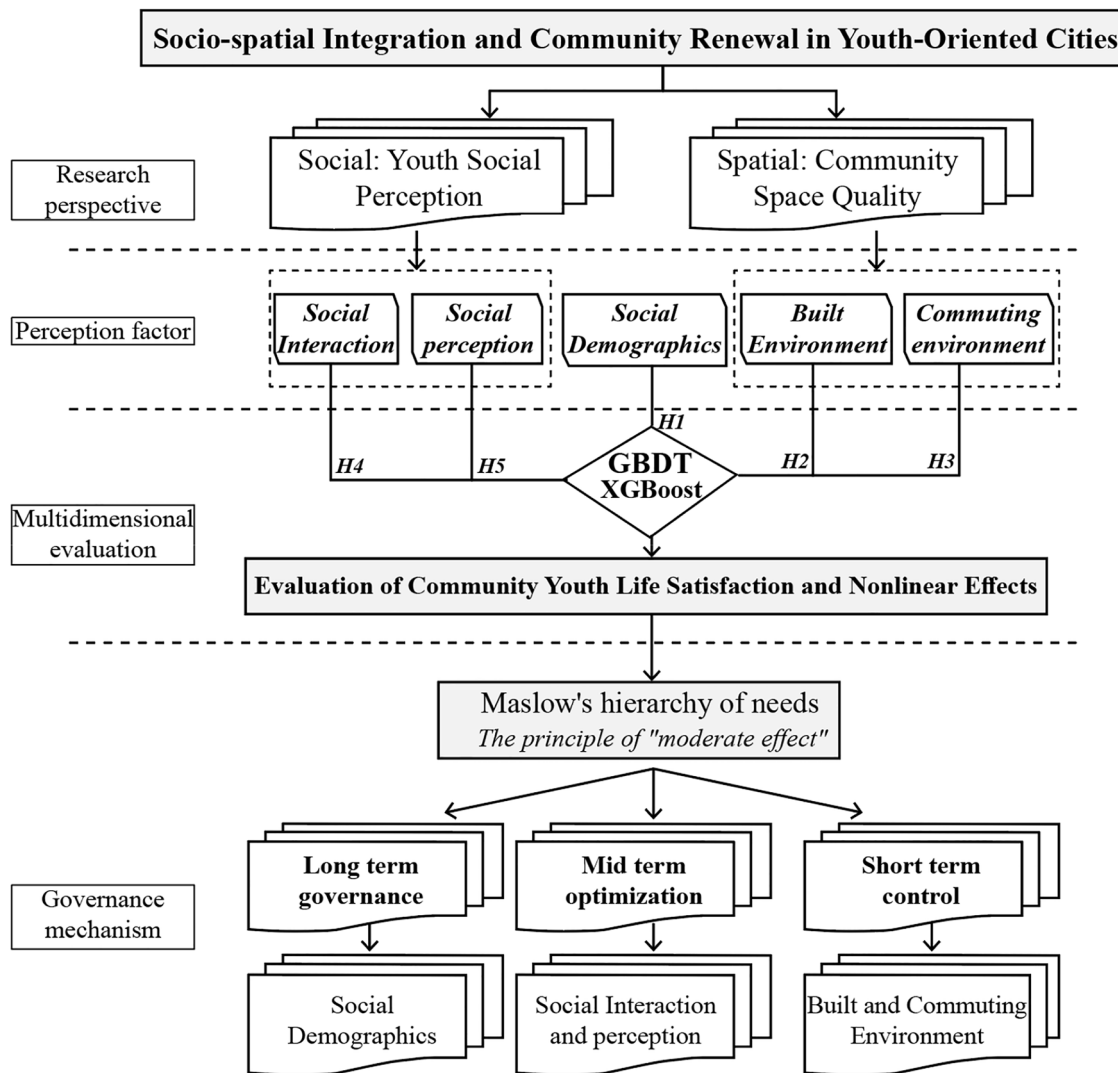 Socio-spatial Integration and Community Renewal in Youth-Oriented Cities
Research
perspective
Social: Youth Social
Perception
Spatial: Community
Space Quality
Perception factor
Social
Interaction
Social
perception
Social
Demographics
Built
Environment
Commuting
environment
H1
H4
H5
GBDT
XGBoost
H2
H3
Multidimensional
evaluation
Evaluation of Community Youth Life Satisfaction and Nonlinear Effects
Maslow's hierarchy of needs
The principle of "moderate effect"
Governance
mechanism
Long term
governance
Mid term
optimization
Short term
control
Social
Demographics
Social Interaction
and perception
Built and Commuting
Environment